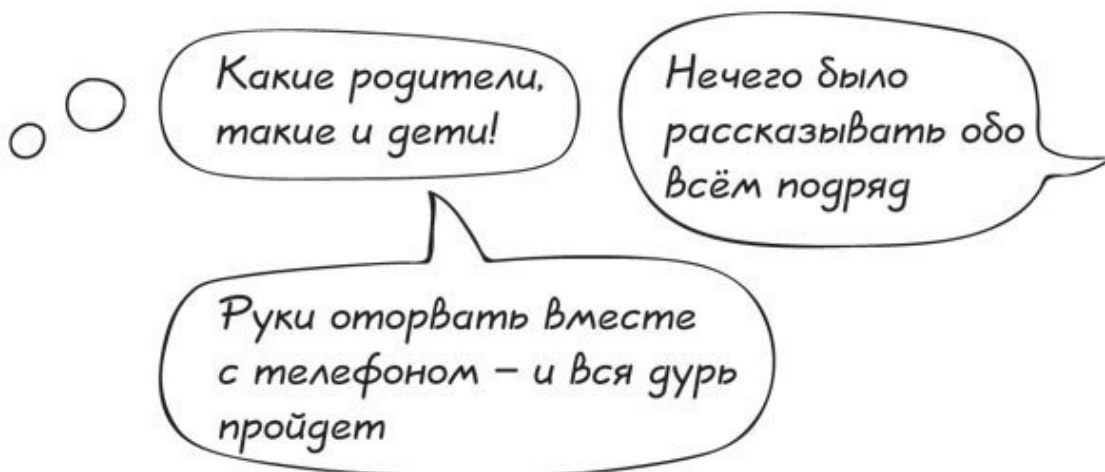 Какие родители,
такие и дети!
Нечего было
рассказывать обо
всём подряд
Руки оторвать вместе
с телефоном – и вся дурь
пройдет